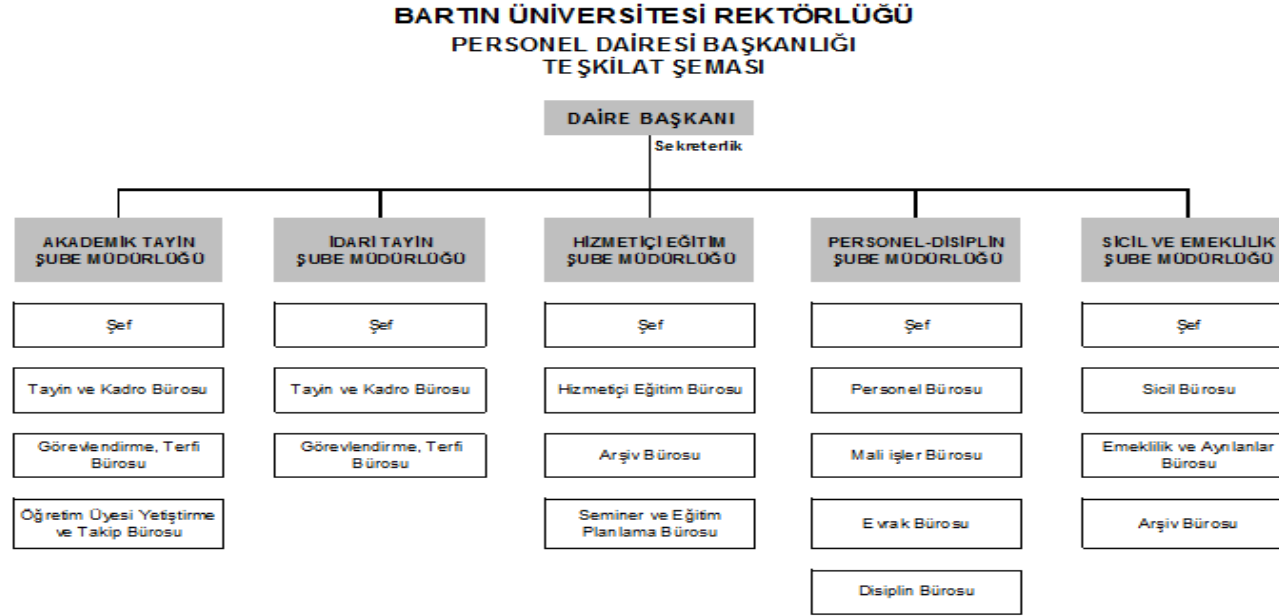 BARTIN ÜNİVERSİTESİ REKTÖRLÜĞÜ
PERSONEL DAİRESİ BAŞKANLIĞI
TEŞKİLAT ŞEMASI
DAİRE BAŞKANI
Sekreterlik
AKADEMİK TAYİN
ŞUBE MÜDÜRLÜĞÜ
Şef
Tayin ve Kadro Bürosu
Görevlendirme, Terfi
Bürosu
Öğretim Üyesi Yetiştirme
ve Takip Bürosu
İDARİ TAYİN
ŞUBE MÜDÜRLÜĞÜ
Şef
Tayin ve Kadro Bürosu
Görevlendirme, Terfi
Bürosu
HİZMETİÇİ EĞİTİM
ŞUBE MÜDÜRLÜĞÜ
Şef
Hizmetiçi Eğitim Bürosu
Arşiv Bürosu
Seminer ve Eğitim
Planlama Bürosu
PERSONEL-DİSİPLİN
ŞUBE MÜDÜRLÜĞÜ
Şef
Personel Bürosu
Mali işler Bürosu
Evrak Bürosu
Disiplin Bürosu
SİCİL VE EMEKLİLİK
ŞUBE MÜDÜRLÜĞÜ
Şef
Sicil Bürosu
Emeklilik ve Ayrılanlar
Bürosu
Arşiv Bürosu